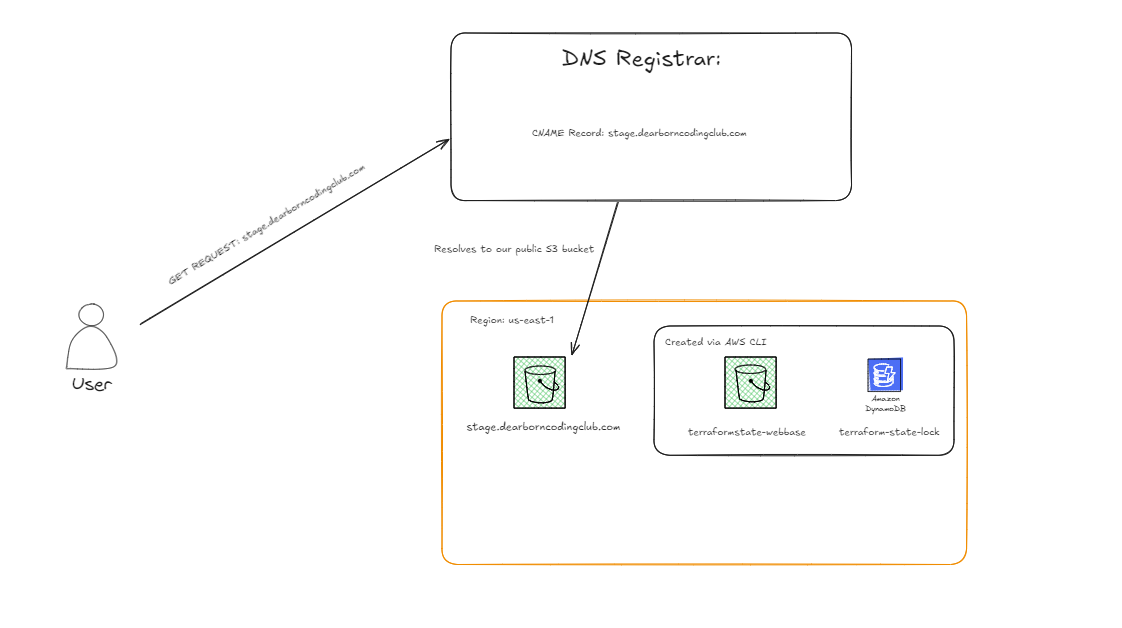 DNS Registrar:
CNAME Record: stage.dearborncodingclub.com
GET REQUEST: stage.dearborncodingclub.com
Resolves to our public S3 bucket
User
Region: us-east-1
stage.dearborncodingclub.com
Created via AWS CLI
terraformstate-webbase
Amazon
DynamoDB
terraform-state-lock